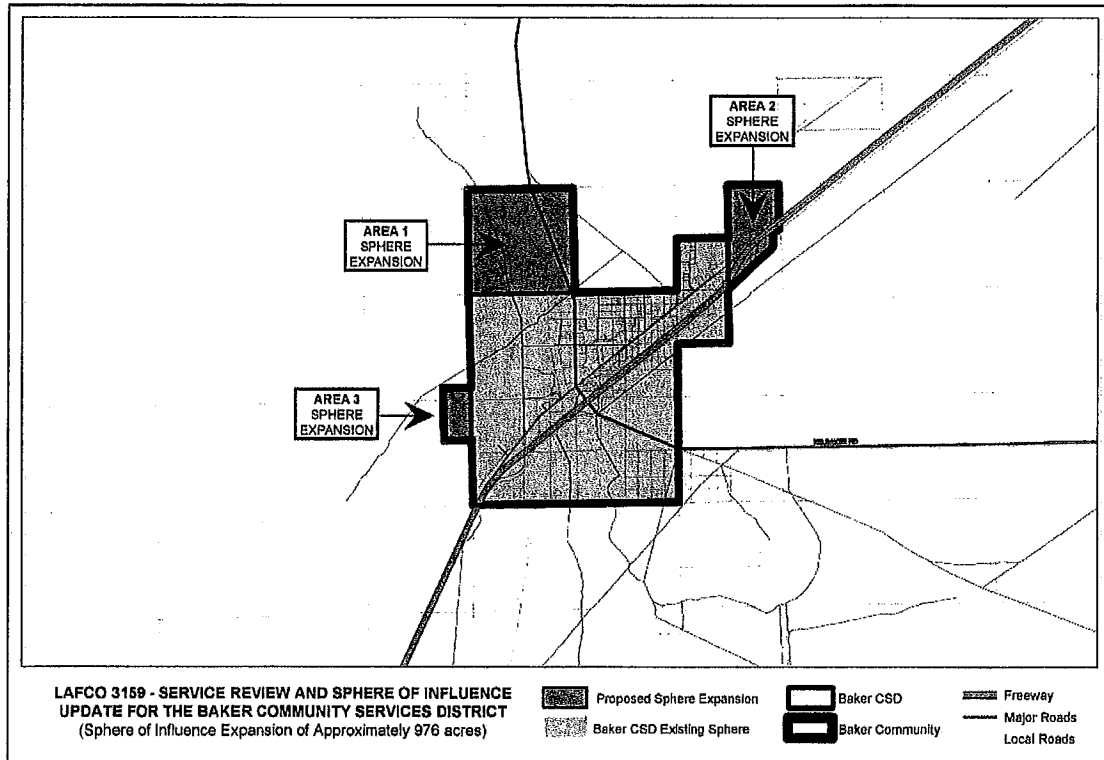 AREA 2
SPHERE
EXPANSION
AREA 1
SPHERE
EXPANSION
AREA 3
SPHERE
EXPANSION
LAFCO 3159 - SERVICE REVIEW AND SPHERE OF INFLUENCE
UPDATE FOR THE BAKER COMMUNITY SERVICES DISTRICT
(Sphere of Influence Expansion of Approximately 976 acres)
Proposed Sphere Expansion
Baker CSD Existing Sphere
Baker CSD
Baker Community
Freeway
Major Roads
Local Roads